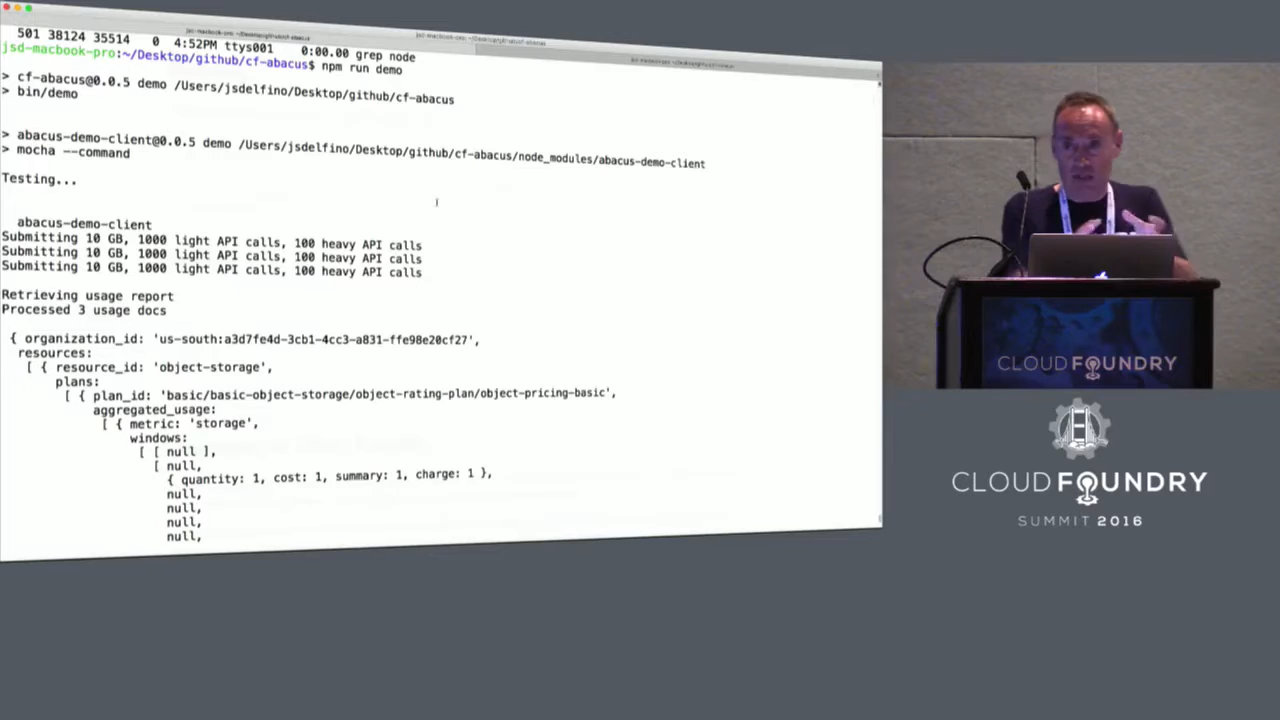 501 38124 35514   0  4:52PM ttys001    0:00.00 grep node
jsd-macbook-pro:~/Desktop/github/cf-abacus$ npm run demo
> cf-abacus@0.0.5 demo /Users/jsdelfino/Desktop/github/cf-abacus
> bin/demo
> abacus-demo-client@0.0.5 demo /Users/jsdelfino/Desktop/github/cf-abacus/node_modules/abacus-demo-client
> mocha --command
Testing...
abacus-demo-client
Submitting 10 GB, 1000 light API calls, 100 heavy API calls
Submitting 10 GB, 1000 light API calls, 100 heavy API calls
Submitting 10 GB, 1000 light API calls, 100 heavy API calls
Retrieving usage report
Processed 3 usage docs
{ organization_id: 'us-south:a3d7fe4d-3cb1-4cc3-a831-ffe98e20cf27',
resources:
[ { resource_id: 'object-storage',
plans:
[ { plan_id: 'basic/basic-object-storage/object-rating-plan/object-pricing-basic',
aggregated_usage:
[ { metric: 'storage',
windows:
[ [ null ],
[ null,
{ quantity: 1, cost: 1, summary: 1, charge: 1 },
null,
null,
null,
null,
CLOUD FOUNDRY
CLOUD FOUNDRY
SUMMIT 2016